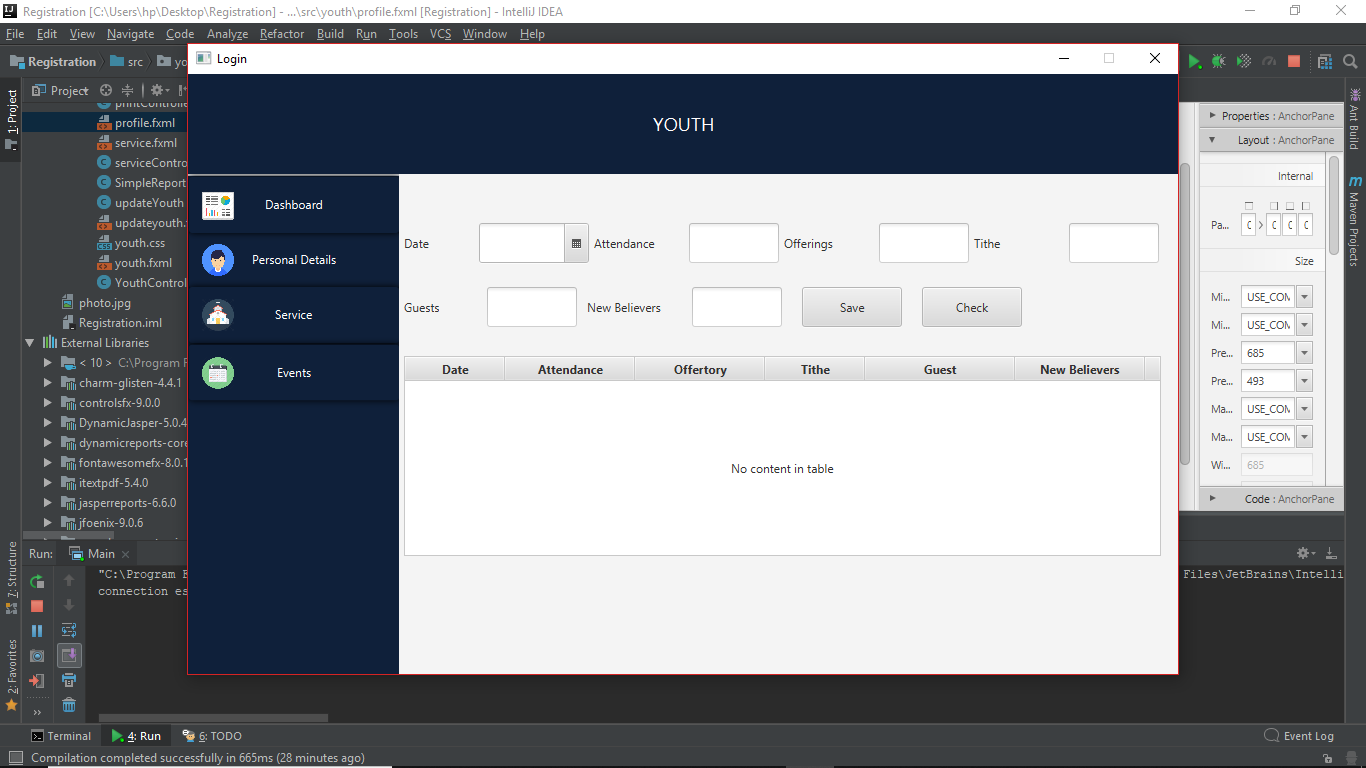 Registration [C:\Users\hp\Desktop\Registration] - ...\src\youth\profile.fxml [Registration] - IntelliJ IDEA
File Edit View Navigate Code Analyze Refactor Build Run Tools VCS Window Help
Registration src yo
Login
1: Project
Project
profile.fxml
service.fxml
serviceContro
SimpleReport
updateYouth
updateyouth.
youth.css
youth.fxml
YouthControl
photo.jpg
Registration.iml
External Libraries
< 10 > C:\Program F
charm-glisten-4.4.1
controlsfx-9.0.0
DynamicJasper-5.0.4
dynamicreports-core
fontawesomefx-8.0.1
itextpdf-5.4.0
jasperreports-6.6.0
jfoenix-9.0.6
YOUTH
Dashboard
Personal Details
Service
Events
Date Attendance Offerings Tithe
Guests New Believers Save Check
Date Attendance Offertory Tithe Guest New Believers
No content in table
Properties : AnchorPane
Layout : AnchorPane
Internal
Pa...
Size
Mi... USE_COM
Mi... USE_COM
Pre... 685
Pre... 493
Ma... USE_COM
Ma... USE_COM
Wi... 685
Code : AnchorPane
Ant Build
m Maven Projects
7: Structure
2: Favorites
Run: Main
"C:\Program F
Files\JetBrains\Intelli
connection es
Terminal 4: Run 6: TODO Event Log
Compilation completed successfully in 665ms (28 minutes ago)